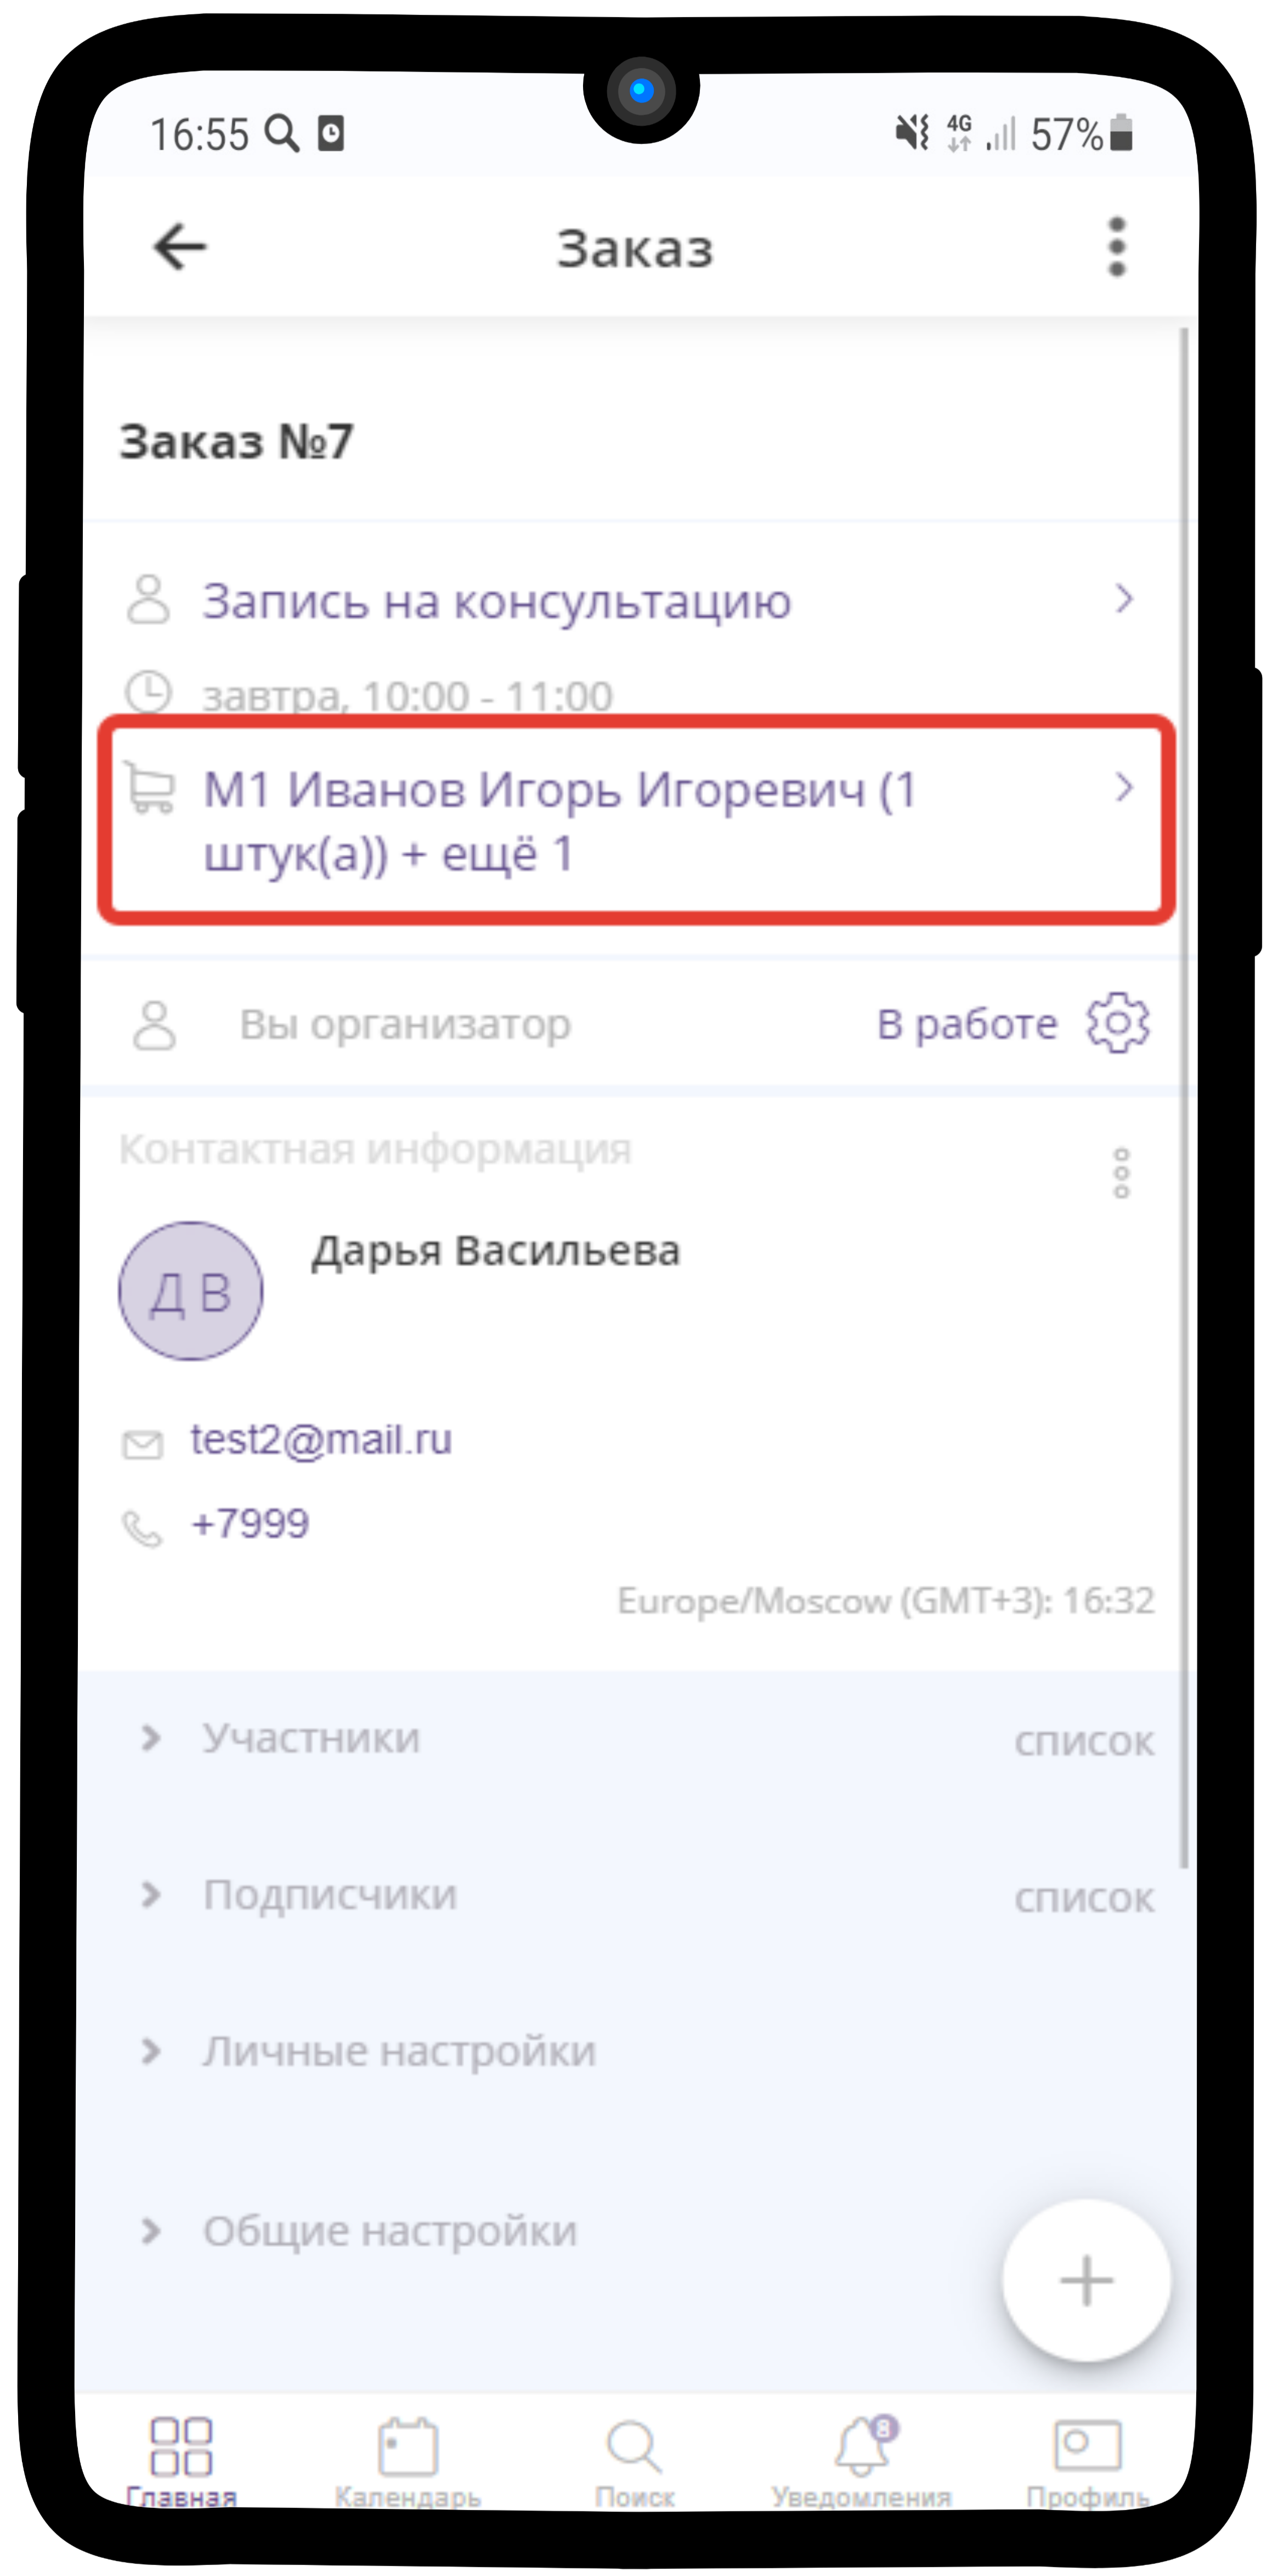 16:55 4G 57%
Заказ
Заказ №7
Запись на консультацию
завтра, 10:00 - 11:00
М1 Иванов Игорь Игоревич (1
штук(а)) + ещё 1
Вы организатор В работе
Контактная информация
Д В
Дарья Васильева
test2@mail.ru
+7999
Europe/Moscow (GMT+3): 16:32
Участники список
Подписчики список
Личные настройки
Общие настройки
8
Главная Календарь Поиск Уведомления Профиль